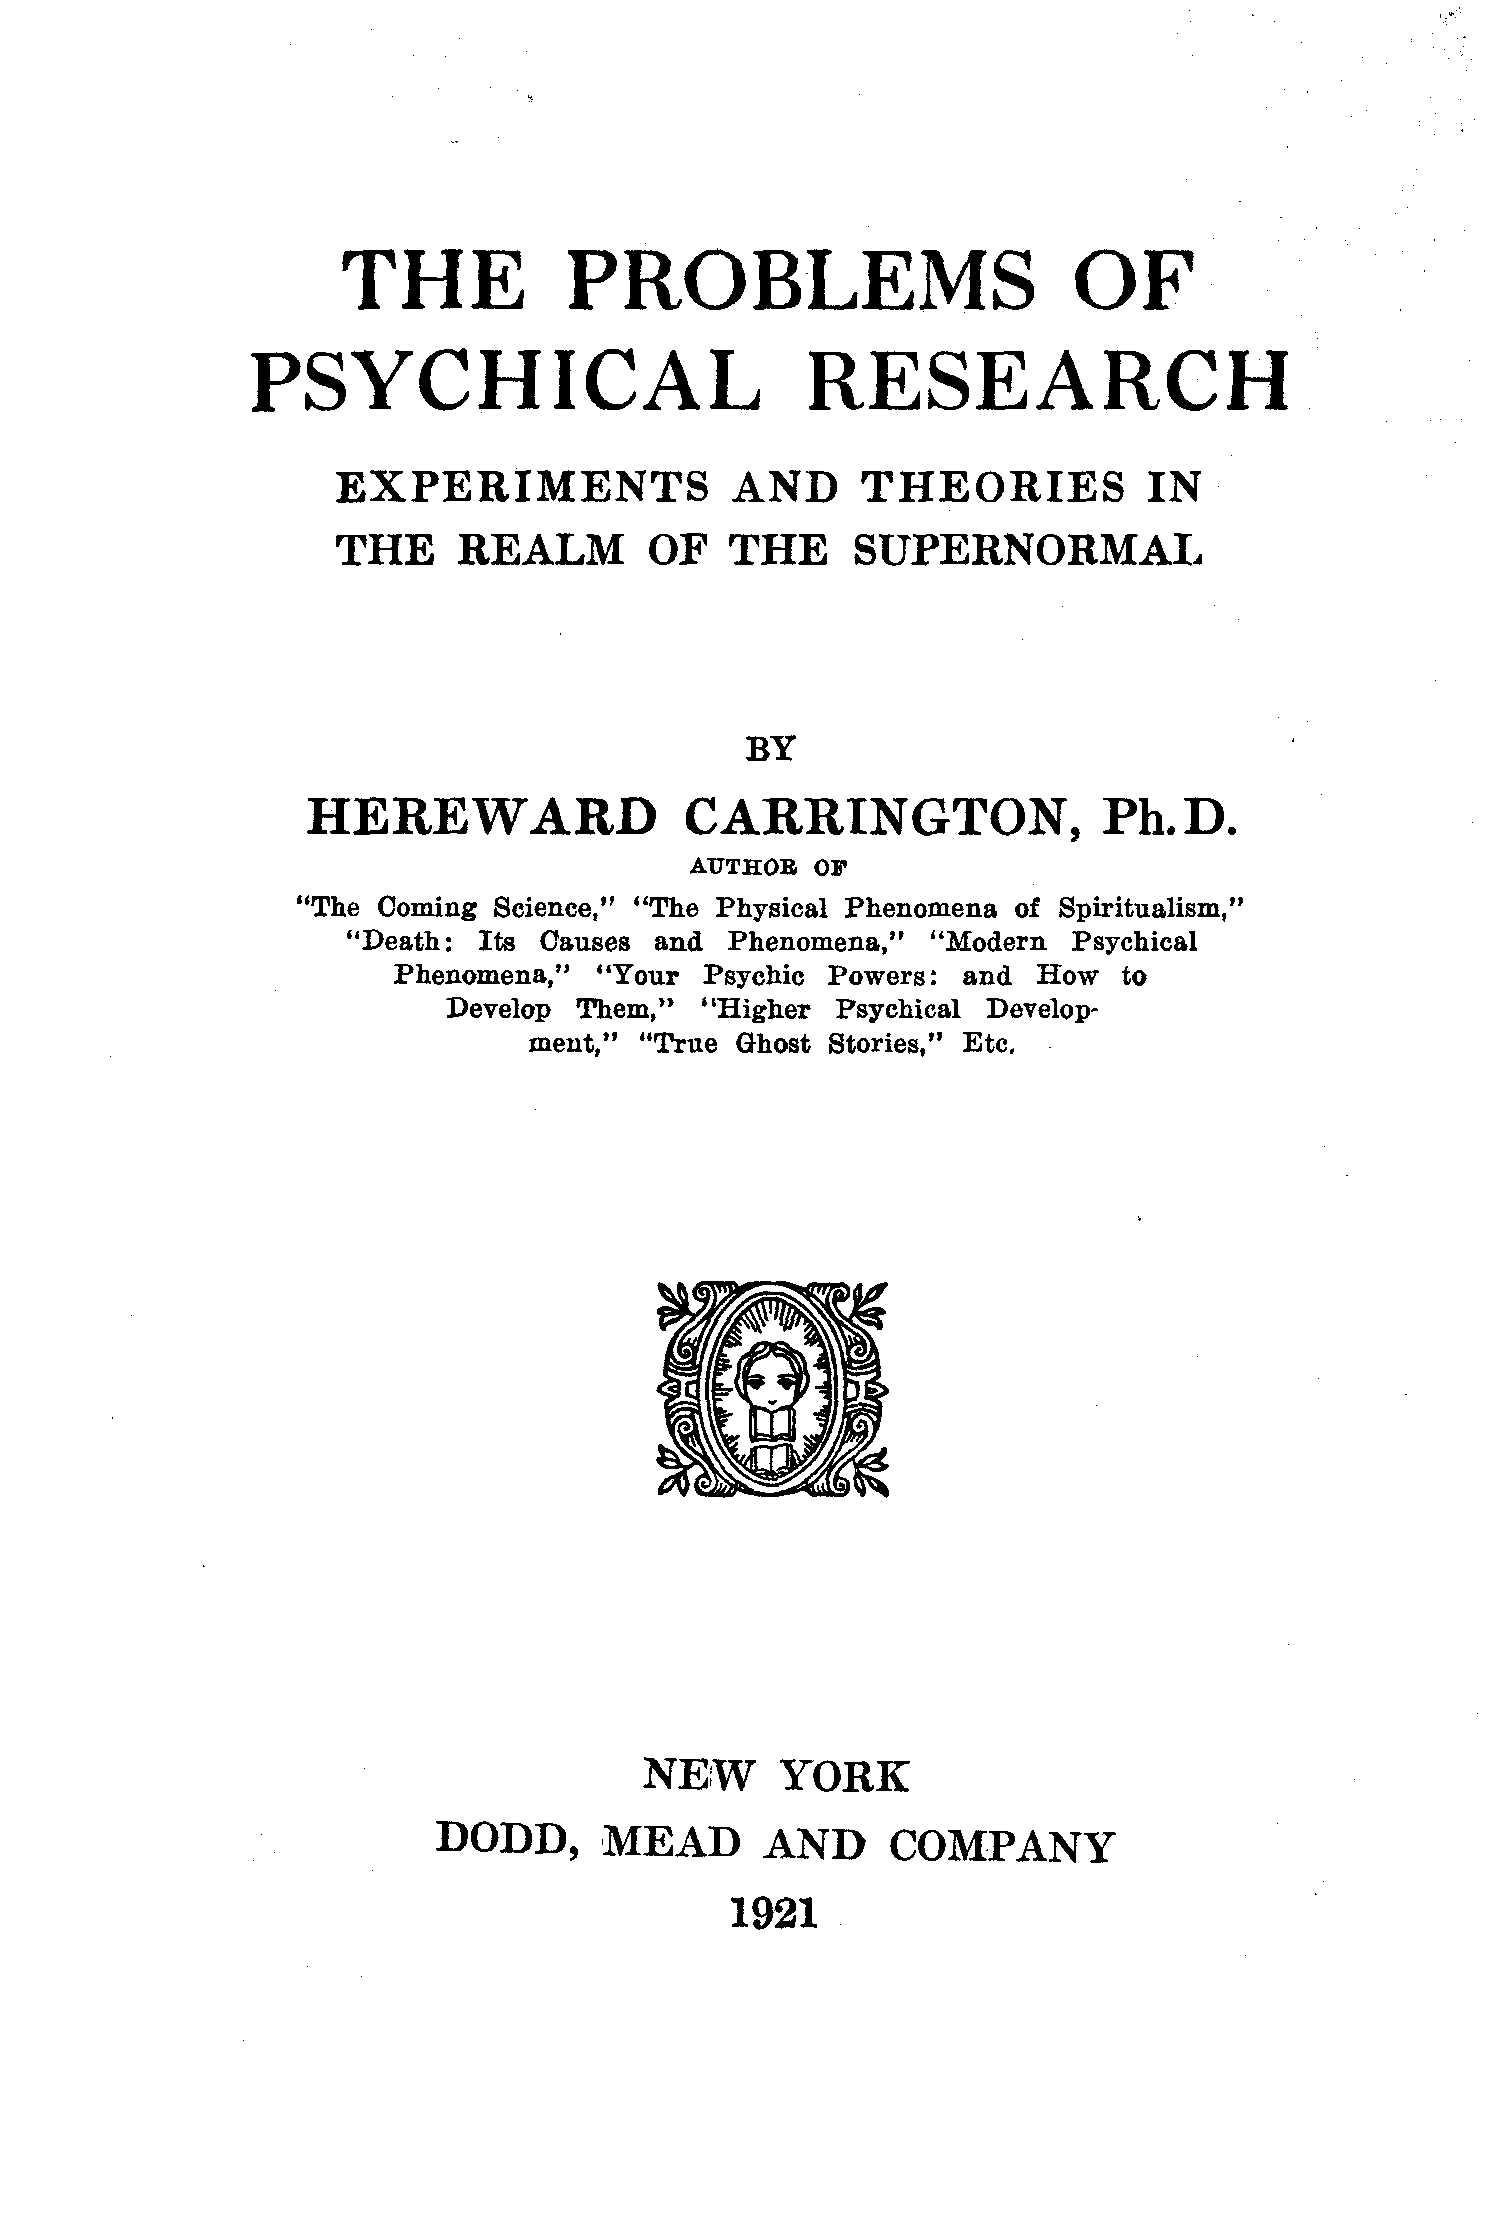 THE PROBLEMS OF
PSYCHICAL RESEARCH
EXPERIMENTS AND THEORIES IN
THE REALM OF THE SUPERNORMAL
BY
HEREWARD CARRINGTON, Ph.D.
AUTHOR OF
"The Coming Science," "The Physical Phenomena of Spiritualism,"
"Death: Its Causes and Phenomena," "Modern Psychical
Phenomena," "Your Psychic Powers: and How to
Develop Them," "Higher Psychical Develop-
ment," "True Ghost Stories," Etc.
NEW YORK
DODD, MEAD AND COMPANY
1921